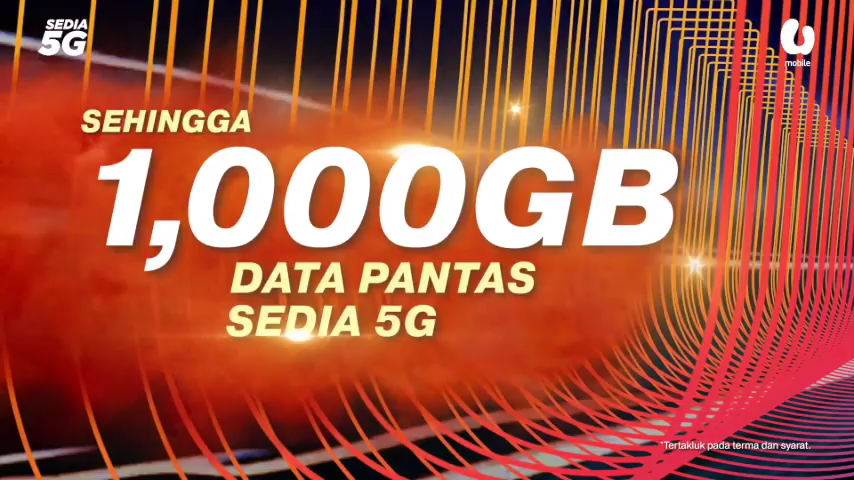 SEDIA
5G
mobile
SEHINGGA
1,000GB
DATA PANTAS
SEDIA 5G
*Tertakluk pada terma dan syarat.